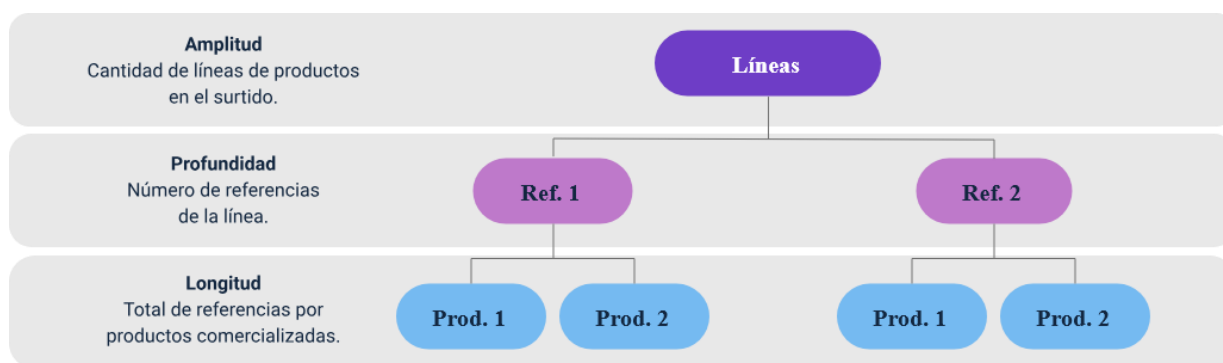 Amplitud
Cantidad de líneas de productos
en el surtido.
Líneas
Profundidad
Número de referencias
de la línea.
Ref. 1
Ref. 2
Longitud
Total de referencias por
productos comercializadas.
Prod. 1
Prod. 2
Prod. 1
Prod. 2